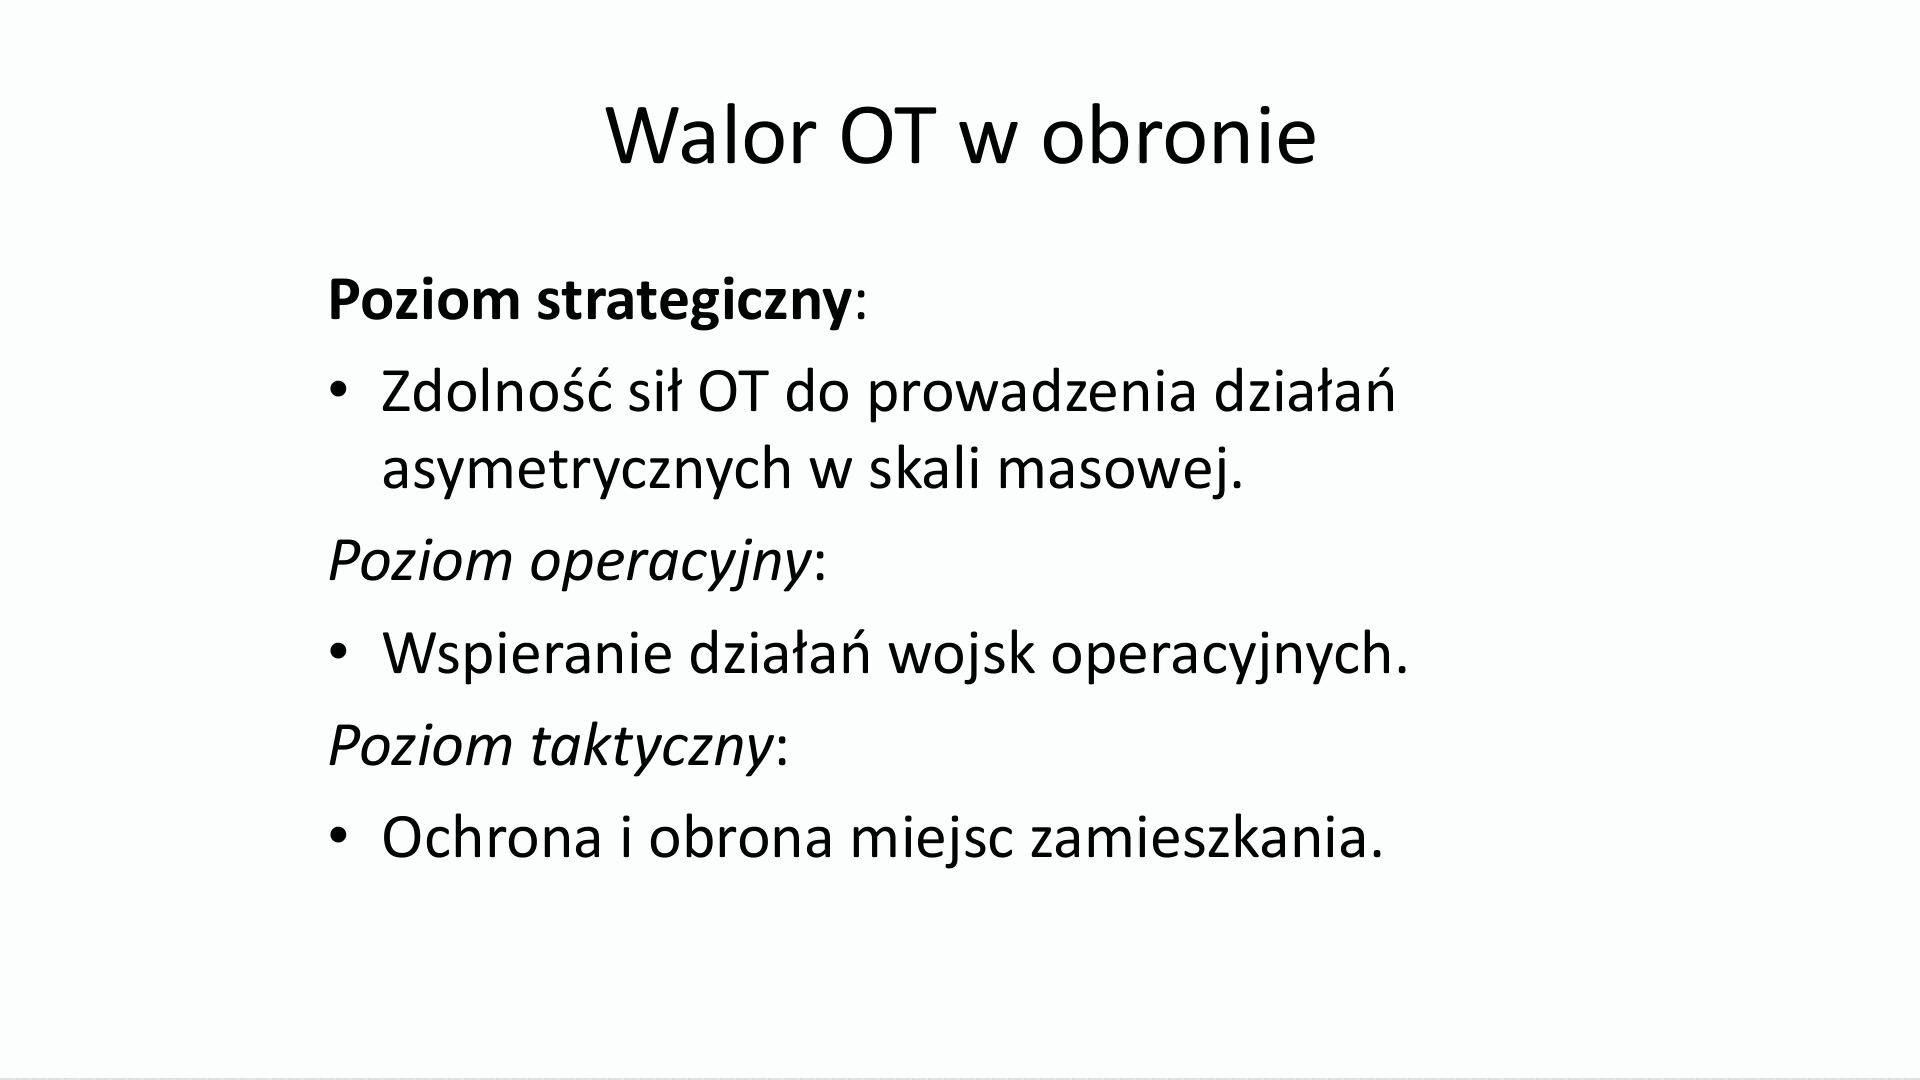 Walor OT w obronie
Poziom strategiczny:
• Zdolność sił OT do prowadzenia działań
asymetrycznych w skali masowej.
Poziom operacyjny:
• Wspieranie działań wojsk operacyjnych.
Poziom taktyczny:
• Ochrona i obrona miejsc zamieszkania.